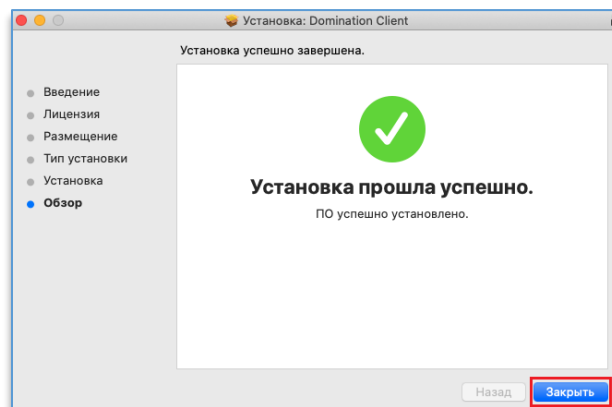 Установка: Domination Client
Установка успешно завершена.
Введение
Лицензия
Размещение
Тип установки
Установка
Обзор
Установка прошла успешно.
ПО успешно установлено.
Назад
Закрыть